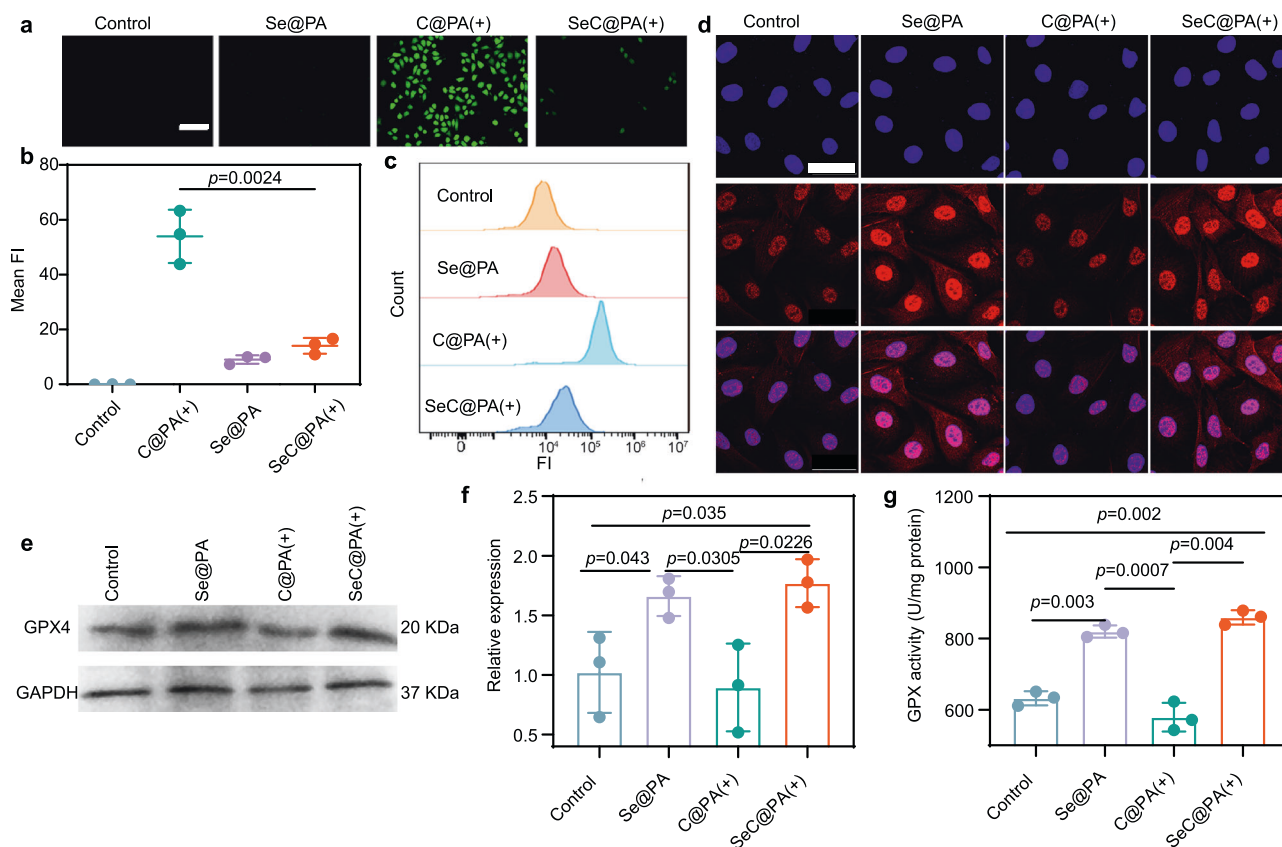 a
Control
Se@PA
C@PA(+)
SeC@PA(+)
b
Mean FI
80
60
40
20
0
p=0.0024
Control
C@PA(+)
Se@PA
SeC@PA(+)
c
Count
Control
Se@PA
C@PA(+)
SeC@PA(+)
0
10⁴
10⁵
10⁶
10⁷
FI
d
Control
Se@PA
C@PA(+)
SeC@PA(+)
e
Control
Se@PA
C@PA(+)
SeC@PA(+)
GPX4
20 KDa
GAPDH
37 KDa
f
Relative expression
2.5
2.0
1.5
1.0
0.5
p=0.035
p=0.043
p=0.0305
p=0.0226
Control
Se@PA
C@PA(+)
SeC@PA(+)
g
GPX activity (U/mg protein)
1200
1000
800
600
p=0.002
p=0.004
p=0.0007
p=0.003
Control
Se@PA
C@PA(+)
SeC@PA(+)